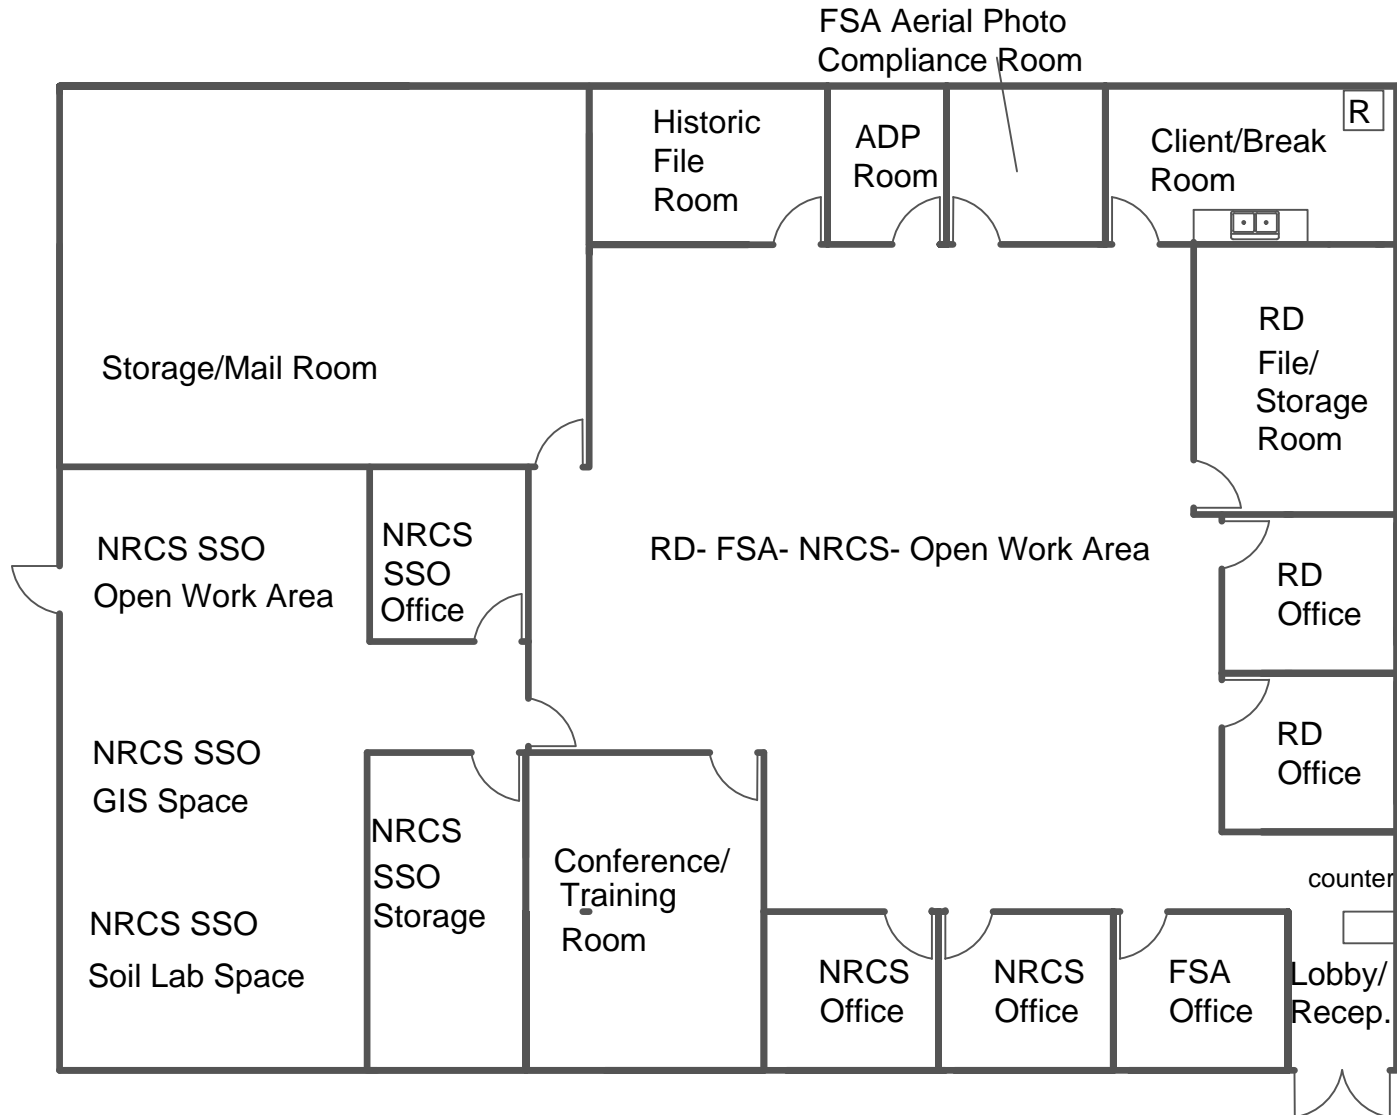 FSA Aerial Photo
Compliance Room
Historic
File
Room
ADP
Room
Client/Break
Room
R
Storage/Mail Room
RD
File/
Storage
Room
NRCS SSO
Open Work Area
NRCS
SSO
Office
RD- FSA- NRCS- Open Work Area
RD
Office
RD
Office
NRCS SSO
GIS Space
NRCS
SSO
Storage
Conference/
Training
Room
counter
NRCS SSO
Soil Lab Space
NRCS
Office
NRCS
Office
FSA
Office
Lobby/
Recep.